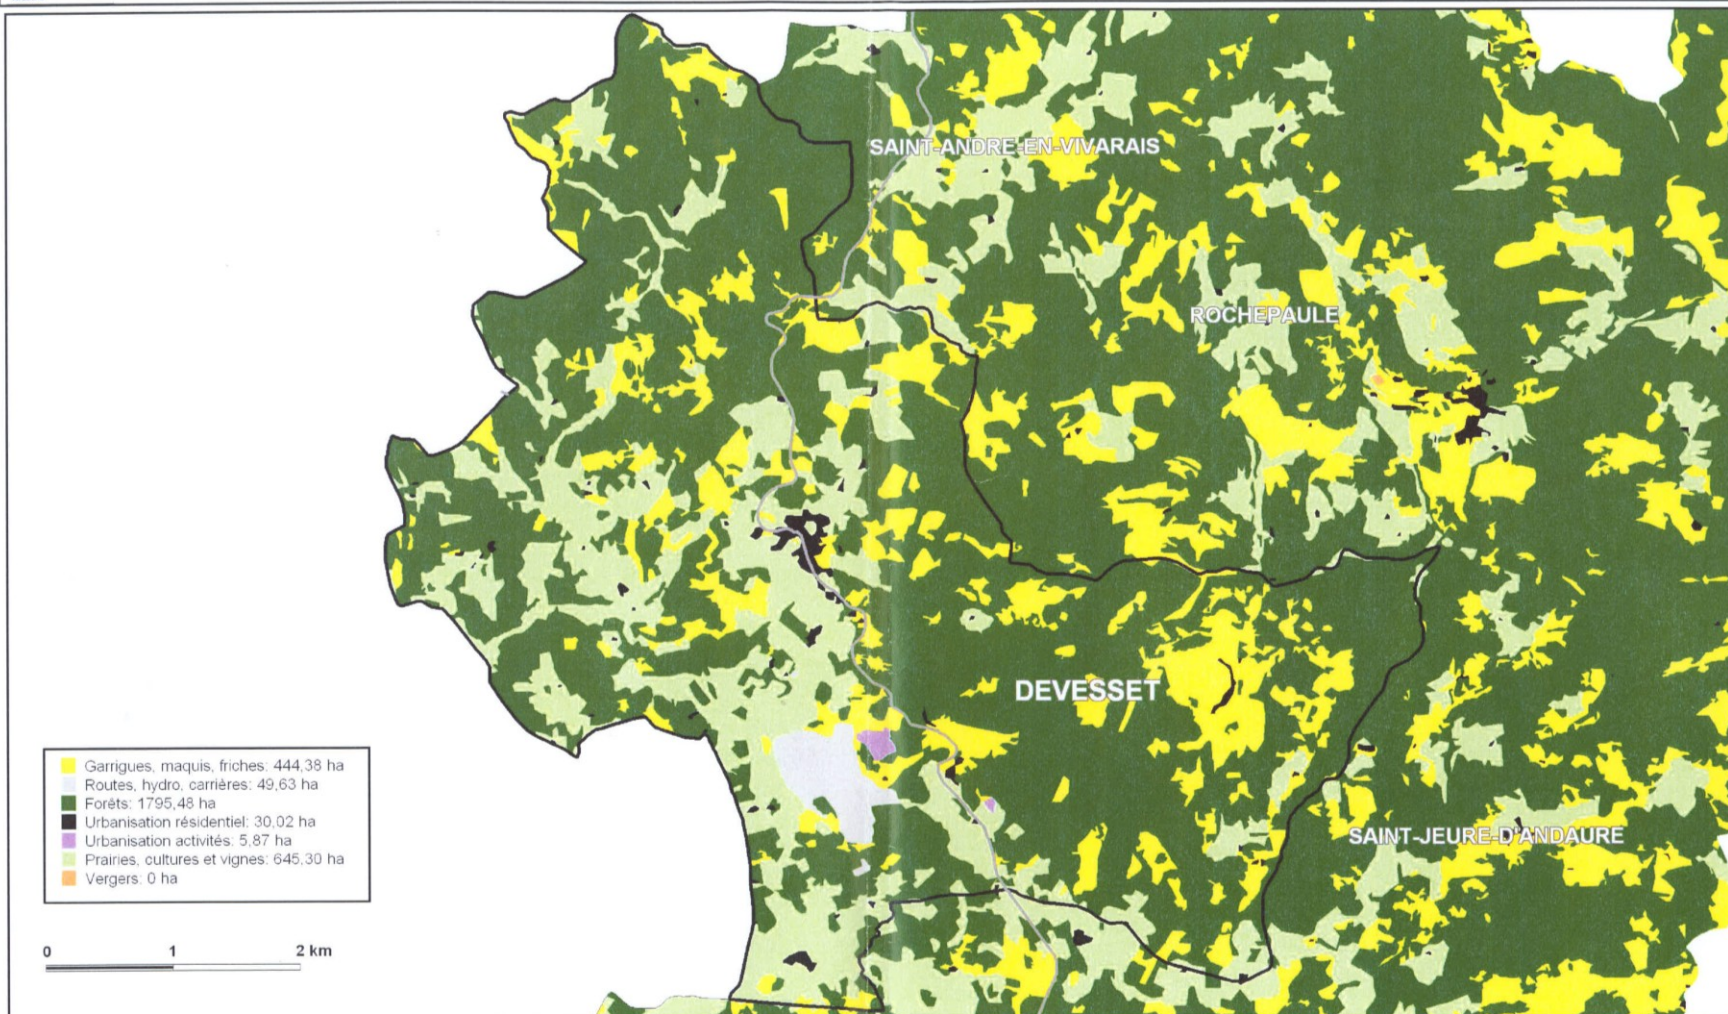 SAINT-ANDRE-EN-VIVARAIS
ROCHEPAULE
DEVESSET
SAINT-JEURE-D'ANDAURE
Garrigues, maquis, friches: 444,38 ha
Routes, hydro, carrières: 49,63 ha
Forêts: 1795,48 ha
Urbanisation résidentiel: 30,02 ha
Urbanisation activités: 5,87 ha
Prairies, cultures et vignes: 645,30 ha
Vergers: 0 ha
0 1 2 km